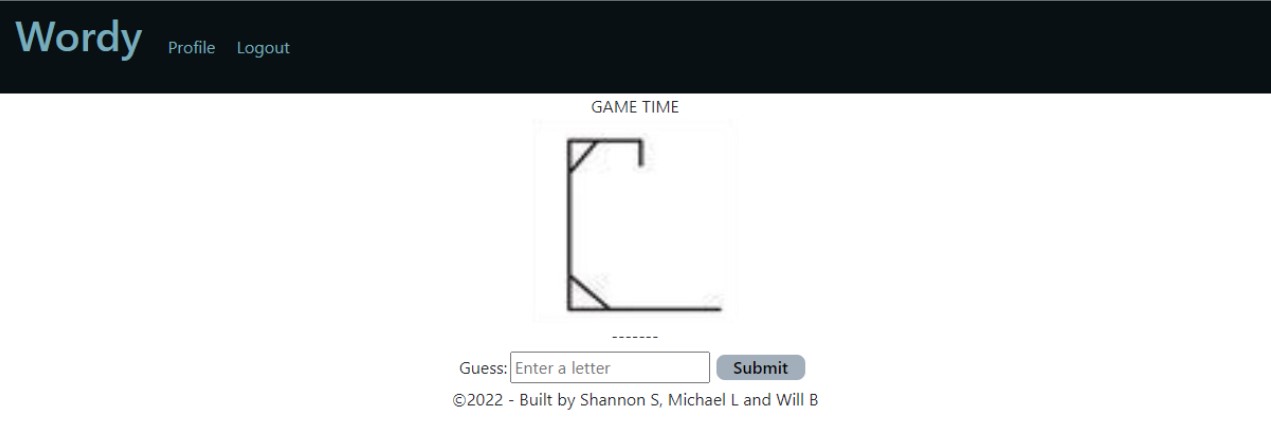 Wordy Profile Logout
GAME TIME
-------
Guess: Enter a letter Submit
©2022 - Built by Shannon S, Michael L and Will B